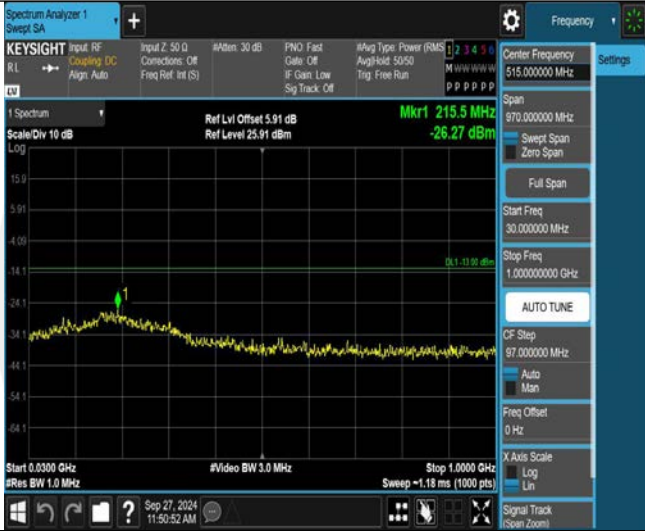 Spectrum Analyzer 1
Swept SA
+
Frequency
KEYSIGHT
RL
LV
Input: RF
Coupling: DC
Align: Auto
Input Z: 50 Ω
Corrections: Off
Freq Ref: Int (S)
#Atten: 30 dB
PNO: Fast
Gate: Off
IF Gain: Low
Sig Track: Off
#Avg Type: Power (RMS
Avg|Hold: 50/50
Trig: Free Run
1 2 3 4 5 6
M W W W W W
P P P P P P
1 Spectrum
Scale/Div 10 dB
Log
Ref Lvl Offset 5.91 dB
Ref Level 25.91 dBm
Mkr1 215.5 MHz
-26.27 dBm
15.9
5.91
-4.09
-14.1
-24.1
-34.1
-44.1
-54.1
-64.1
DL1 -13.00 dBm
1
Start 0.0300 GHz
#Res BW 1.0 MHz
#Video BW 3.0 MHz
Stop 1.0000 GHz
Sweep ~1.18 ms (1000 pts)
Sep 27, 2024
11:50:52 AM
?
Center Frequency
515.000000 MHz
Settings
Span
970.000000 MHz
Swept Span
Zero Span
Full Span
Start Freq
30.000000 MHz
Stop Freq
1.000000000 GHz
AUTO TUNE
CF Step
97.000000 MHz
Auto
Man
Freq Offset
0 Hz
X Axis Scale
Log
Lin
Signal Track
(Span Zoom)